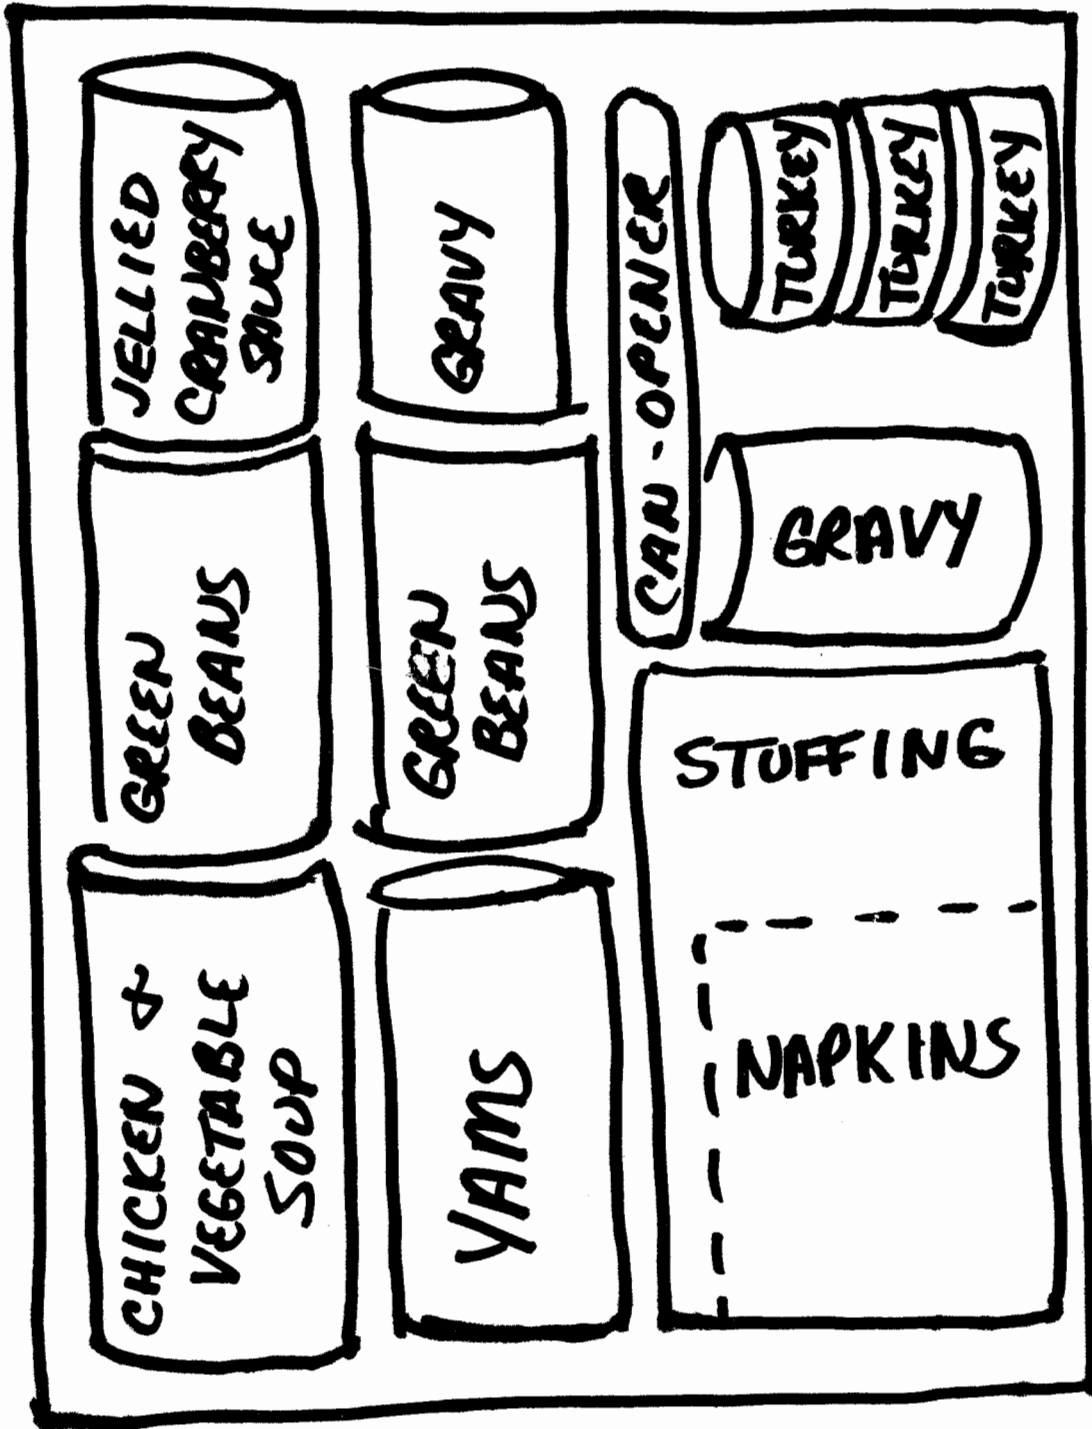 JELLIED
CRANBERRY
SAUCE
GRAVY
CAN-OPENER
TURKEY
TURKEY
TURKEY
GRAVY
GREEN
BEANS
GREEN
BEANS
STUFFING
NAPKINS
CHICKEN &
VEGETABLE
SOUP
YAMS